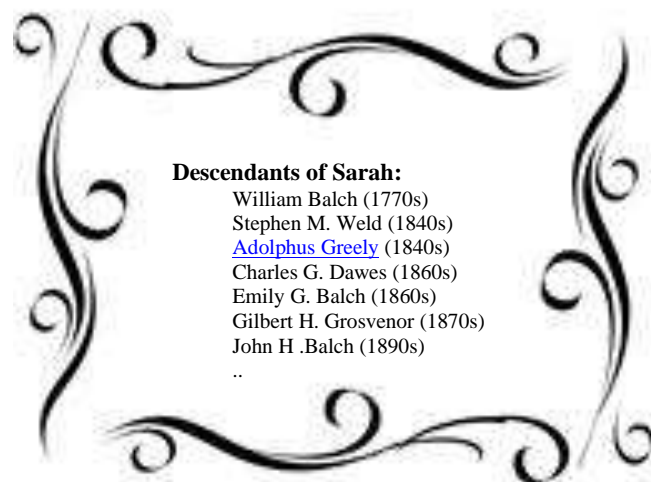 Descendants of Sarah:
William Balch (1770s)
Stephen M. Weld (1840s)
Adolphus Greely (1840s)
Charles G. Dawes (1860s)
Emily G. Balch (1860s)
Gilbert H. Grosvenor (1870s)
John H .Balch (1890s)
..